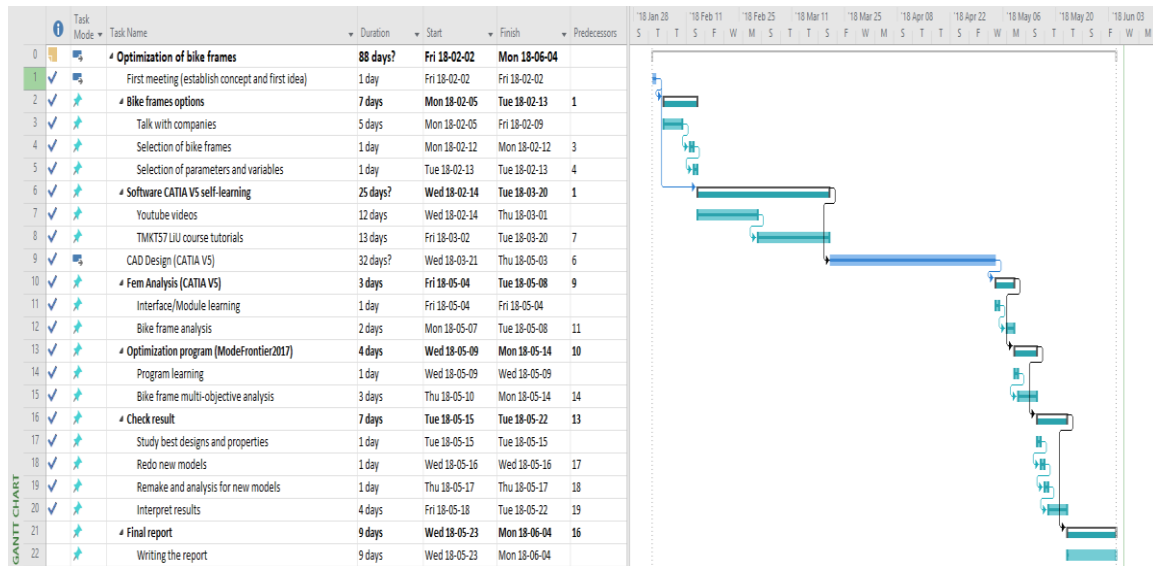 Task
Mode Task Name Duration Start Finish Predecessors
'18 Jan 28 '18 Feb 11 '18 Feb 25 '18 Mar 11 '18 Mar 25 '18 Apr 08 '18 Apr 22 '18 May 06 '18 May 20 '18 Jun 03
S T T S F W M S T T S F W M S T T S F W M S T T S F W M S T T S F W M
0 Optimization of bike frames 88 days? Fri 18-02-02 Mon 18-06-04
1 First meeting (establish concept and first idea) 1 day Fri 18-02-02 Fri 18-02-02
2 Bike frames options 7 days Mon 18-02-05 Tue 18-02-13 1
3 Talk with companies 5 days Mon 18-02-05 Fri 18-02-09
4 Selection of bike frames 1 day Mon 18-02-12 Mon 18-02-12 3
5 Selection of parameters and variables 1 day Tue 18-02-13 Tue 18-02-13 4
6 Software CATIA V5 self-learning 25 days? Wed 18-02-14 Tue 18-03-20 1
7 Youtube videos 12 days Wed 18-02-14 Thu 18-03-01
8 TMKT57 LiU course tutorials 13 days Fri 18-03-02 Tue 18-03-20 7
9 CAD Design (CATIA V5) 32 days? Wed 18-03-21 Thu 18-05-03 6
10 Fem Analysis (CATIA V5) 3 days Fri 18-05-04 Tue 18-05-08 9
11 Interface/Module learning 1 day Fri 18-05-04 Fri 18-05-04
12 Bike frame analysis 2 days Mon 18-05-07 Tue 18-05-08 11
13 Optimization program (ModeFrontier2017) 4 days Wed 18-05-09 Mon 18-05-14 10
14 Program learning 1 day Wed 18-05-09 Wed 18-05-09
15 Bike frame multi-objective analysis 3 days Thu 18-05-10 Mon 18-05-14 14
16 Check result 7 days Tue 18-05-15 Tue 18-05-22 13
17 Study best designs and properties 1 day Tue 18-05-15 Tue 18-05-15
18 Redo new models 1 day Wed 18-05-16 Wed 18-05-16 17
19 Remake and analysis for new models 1 day Thu 18-05-17 Thu 18-05-17 18
20 Interpret results 4 days Fri 18-05-18 Tue 18-05-22 19
21 Final report 9 days Wed 18-05-23 Mon 18-06-04 16
22 Writing the report 9 days Wed 18-05-23 Mon 18-06-04
GANTT CHART